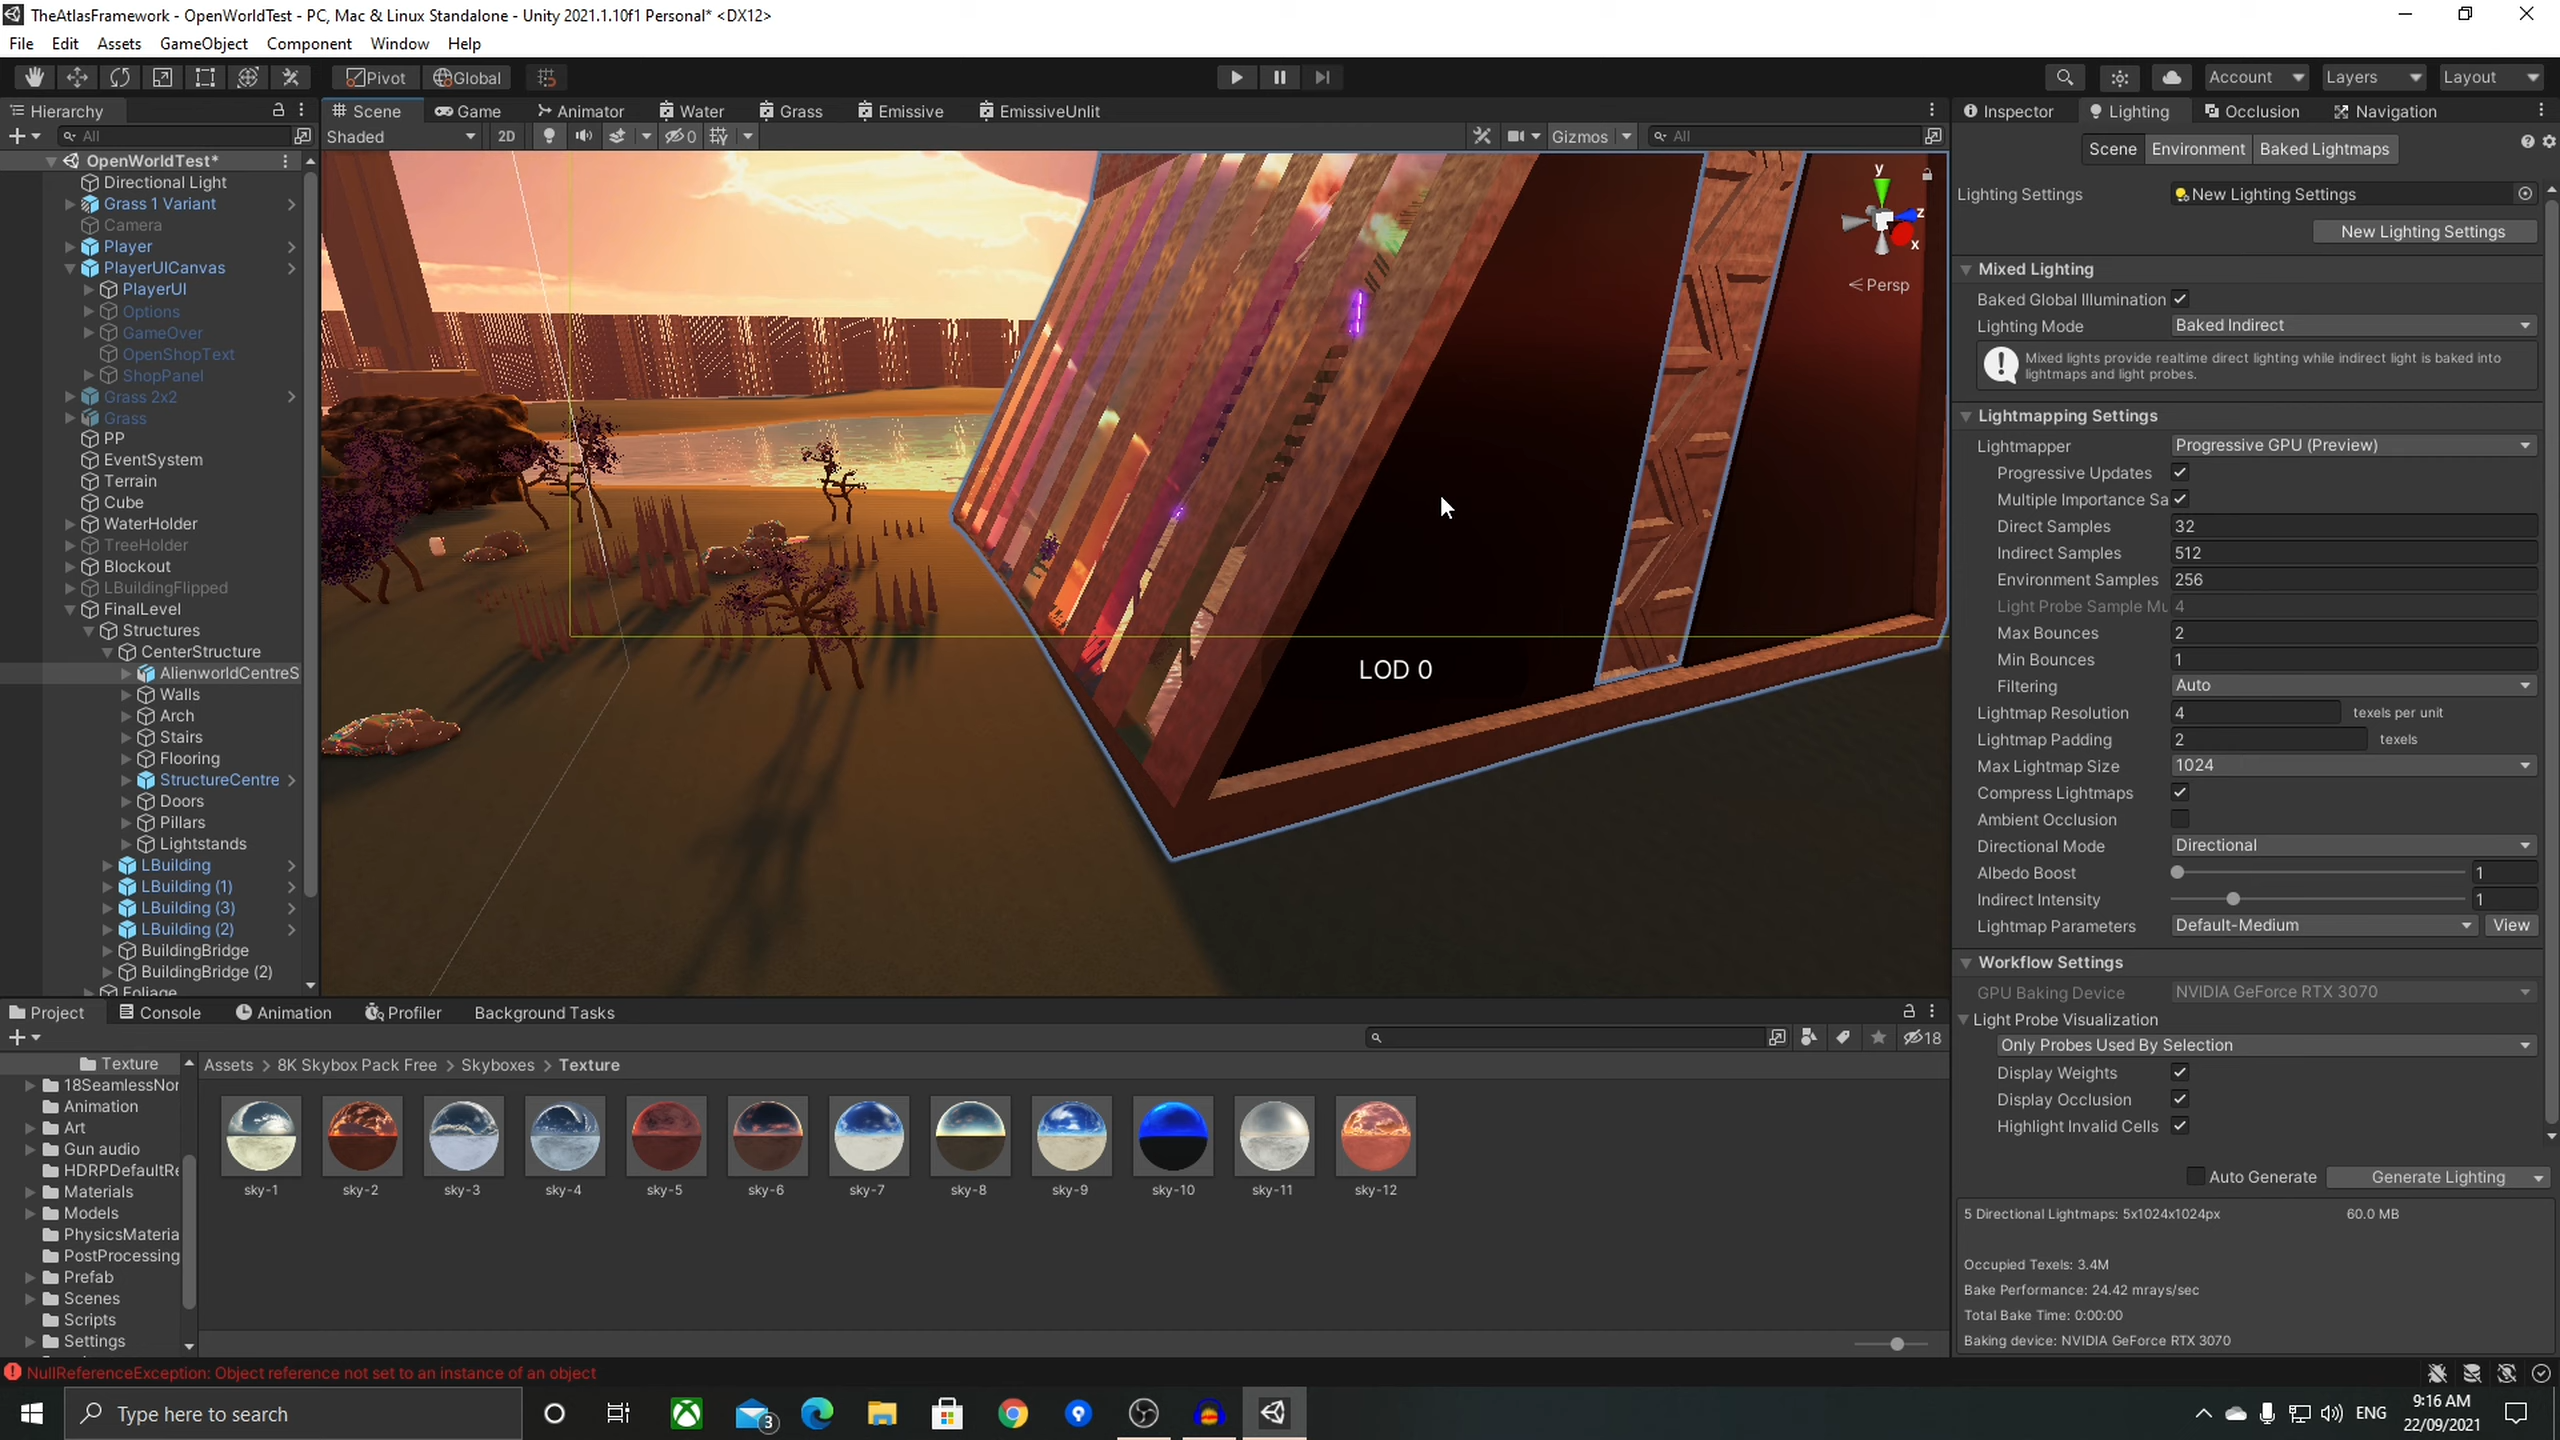 TheAtlasFramework - OpenWorldTest - PC, Mac & Linux Standalone - Unity 2021.1.10f1 Personal* <DX12>
File Edit Assets GameObject Component Window Help
Pivot Global Account Layers Layout
Hierarchy
All
OpenWorldTest*
Directional Light
Grass 1 Variant
Camera
Player
PlayerUICanvas
PlayerUI
Options
GameOver
OpenShopText
ShopPanel
Grass 2x2
Grass
PP
EventSystem
Terrain
Cube
WaterHolder
TreeHolder
Blockout
LBuildingFlipped
FinalLevel
Structures
CenterStructure
AlienworldCentreS
Walls
Arch
Stairs
Flooring
StructureCentre
Doors
Pillars
Lightstands
LBuilding
LBuilding (1)
LBuilding (3)
LBuilding (2)
BuildingBridge
BuildingBridge (2)
Foliage
Scene Game Animator Water Grass Emissive EmissiveUnlit
Shaded 2D 0 Gizmos All
y
z
x
Persp
LOD 0
Inspector Lighting Occlusion Navigation
Scene Environment Baked Lightmaps
Lighting Settings New Lighting Settings
New Lighting Settings
Mixed Lighting
Baked Global Illumination
Lighting Mode Baked Indirect
Mixed lights provide realtime direct lighting while indirect light is baked into
lightmaps and light probes.
Lightmapping Settings
Lightmapper Progressive GPU (Preview)
Progressive Updates
Multiple Importance Sa
Direct Samples 32
Indirect Samples 512
Environment Samples 256
Light Probe Sample Mu 4
Max Bounces 2
Min Bounces 1
Filtering Auto
Lightmap Resolution 4 texels per unit
Lightmap Padding 2 texels
Max Lightmap Size 1024
Compress Lightmaps
Ambient Occlusion
Directional Mode Directional
Albedo Boost 1
Indirect Intensity 1
Lightmap Parameters Default-Medium View
Workflow Settings
GPU Baking Device NVIDIA GeForce RTX 3070
Light Probe Visualization
Only Probes Used By Selection
Display Weights
Display Occlusion
Highlight Invalid Cells
Auto Generate Generate Lighting
5 Directional Lightmaps: 5x1024x1024px 60.0 MB
Occupied Texels: 3.4M
Bake Performance: 24.42 mrays/sec
Total Bake Time: 0:00:00
Baking device: NVIDIA GeForce RTX 3070
Project Console Animation Profiler Background Tasks
18
Texture
18SeamlessNor
Animation
Art
Gun audio
HDRPDefaultRe
Materials
Models
PhysicsMateria
PostProcessing
Prefab
Scenes
Scripts
Settings
Assets > 8K Skybox Pack Free > Skyboxes > Texture
sky-1 sky-2 sky-3 sky-4 sky-5 sky-6 sky-7 sky-8 sky-9 sky-10 sky-11 sky-12
NullReferenceException: Object reference not set to an instance of an object
Type here to search
3
ENG
9:16 AM
22/09/2021